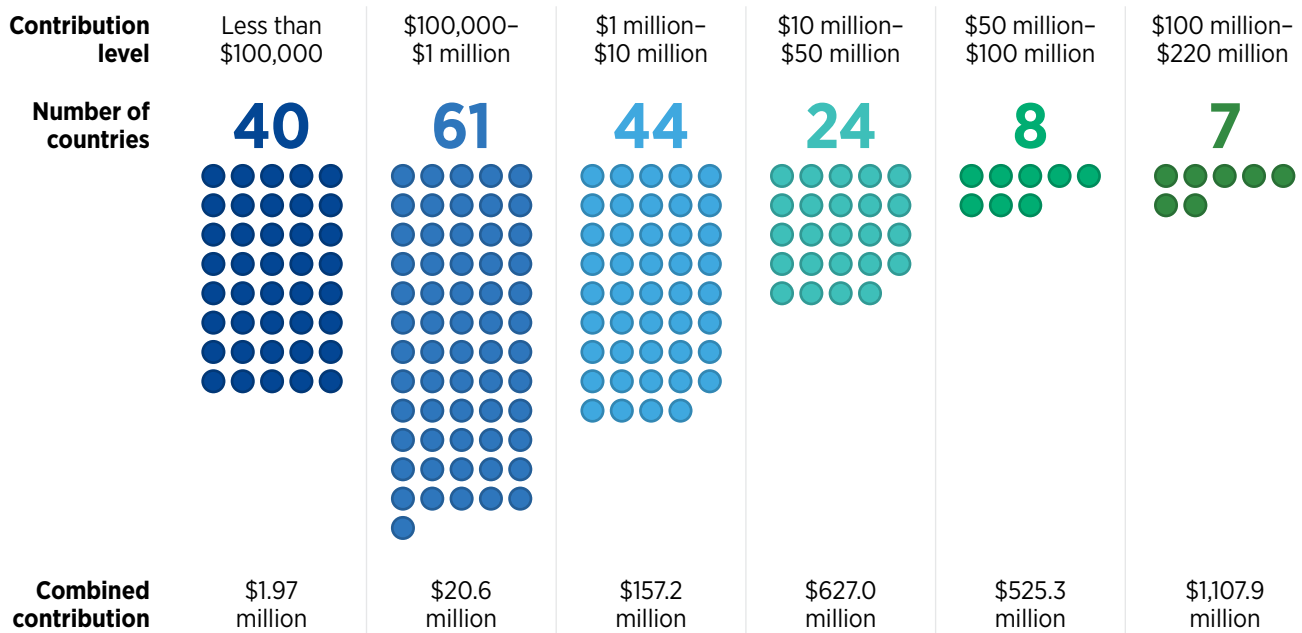 Contribution
level
Less than
$100,000
$100,000–
$1 million
$1 million–
$10 million
$10 million–
$50 million
$50 million–
$100 million
$100 million–
$220 million
Number of
countries
40
61
44
24
8
7
Combined
contribution
$1.97
million
$20.6
million
$157.2
million
$627.0
million
$525.3
million
$1,107.9
million